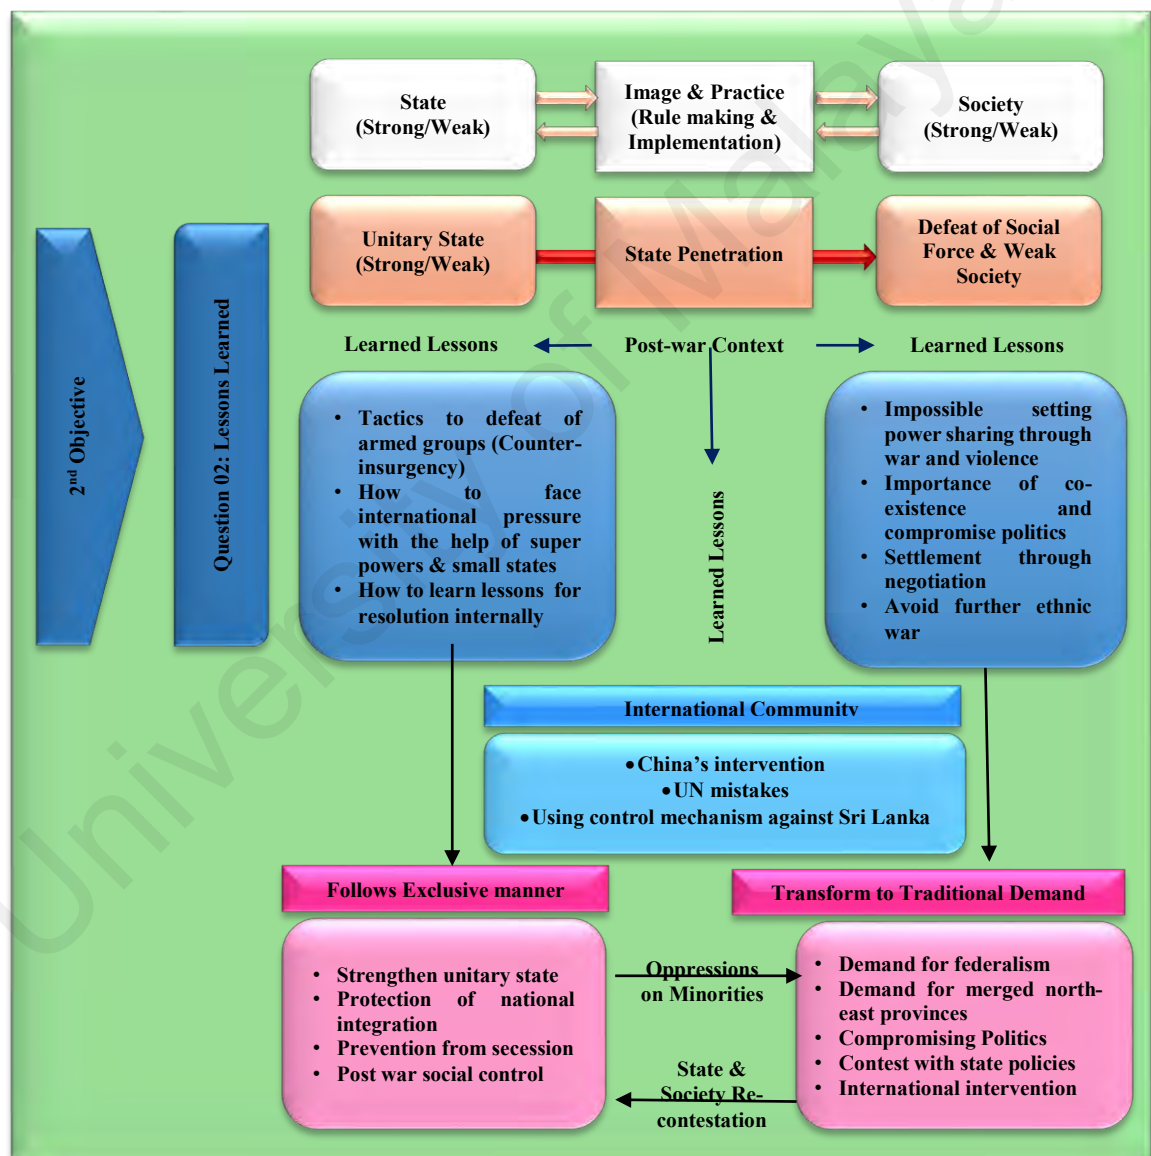 State
(Strong/Weak)
Image & Practice
(Rule making &
Implementation)
Society
(Strong/Weak)
Unitary State
(Strong/Weak)
State Penetration
Defeat of Social
Force & Weak
Society
2nd Objective
Question 02: Lessons Learned
Learned Lessons
Post-war Context
Learned Lessons
• Tactics to defeat of
armed groups (Counter-
insurgency)
• How to face
international pressure
with the help of super
powers & small states
• How to learn lessons for
resolution internally
Learned Lessons
• Impossible setting
power sharing through
war and violence
• Importance of co-
existence and
compromise politics
• Settlement through
negotiation
• Avoid further ethnic
war
International Community
• China's intervention
• UN mistakes
• Using control mechanism against Sri Lanka
Follows Exclusive manner
Transform to Traditional Demand
• Strengthen unitary state
• Protection of national
integration
• Prevention from secession
• Post war social control
Oppressions
on Minorities
State &
Society Re-
contestation
• Demand for federalism
• Demand for merged north-
east provinces
• Compromising Politics
• Contest with state policies
• International intervention
University of Malaya